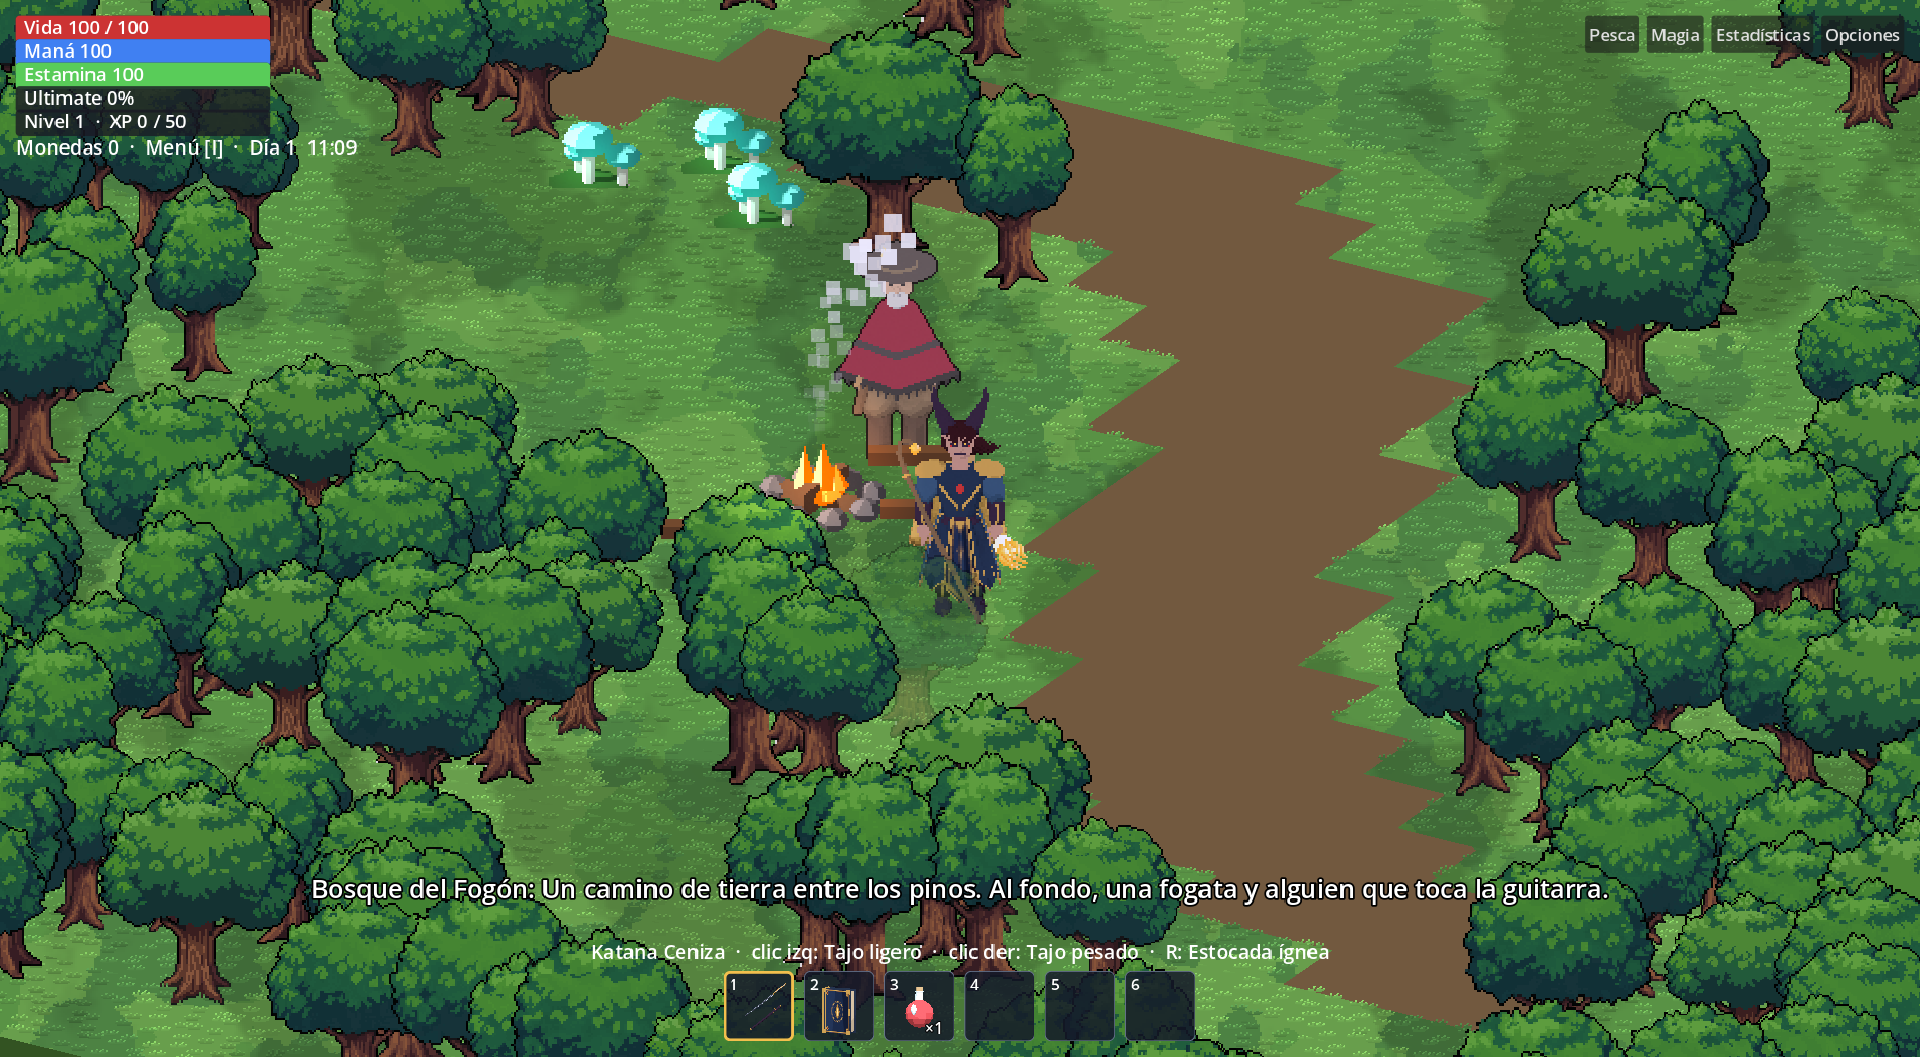 Vida 100 / 100
Maná 100
Estamina 100
Ultimate 0%
Nivel 1 · XP 0 / 50
Monedas 0 · Menú [I] · Día 1 11:09
Pesca Magia Estadísticas Opciones
Bosque del Fogón: Un camino de tierra entre los pinos. Al fondo, una fogata y alguien que toca la guitarra.
Katana Ceniza · clic izq: Tajo ligero · clic der: Tajo pesado · R: Estocada ígnea
1 2 3 4 5 6
×1